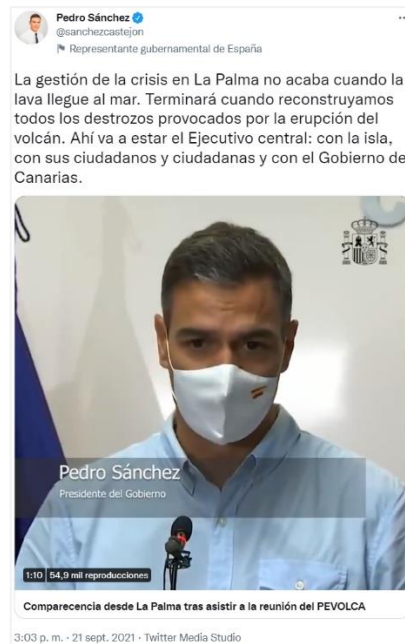 Pedro Sánchez
@sanchezcastejon
Representante gubernamental de España
La gestión de la crisis en La Palma no acaba cuando la
lava llegue al mar. Terminará cuando reconstruyamos
todos los destrozos provocados por la erupción del
volcán. Ahí va a estar el Ejecutivo central: con la isla,
con sus ciudadanos y ciudadanas y con el Gobierno de
Canarias.
Pedro Sánchez
Presidente del Gobierno
1:10 54,9 mil reproducciones
Comparecencia desde La Palma tras asistir a la reunión del PEVOLCA
3:03 p. m. · 21 sept. 2021 · Twitter Media Studio